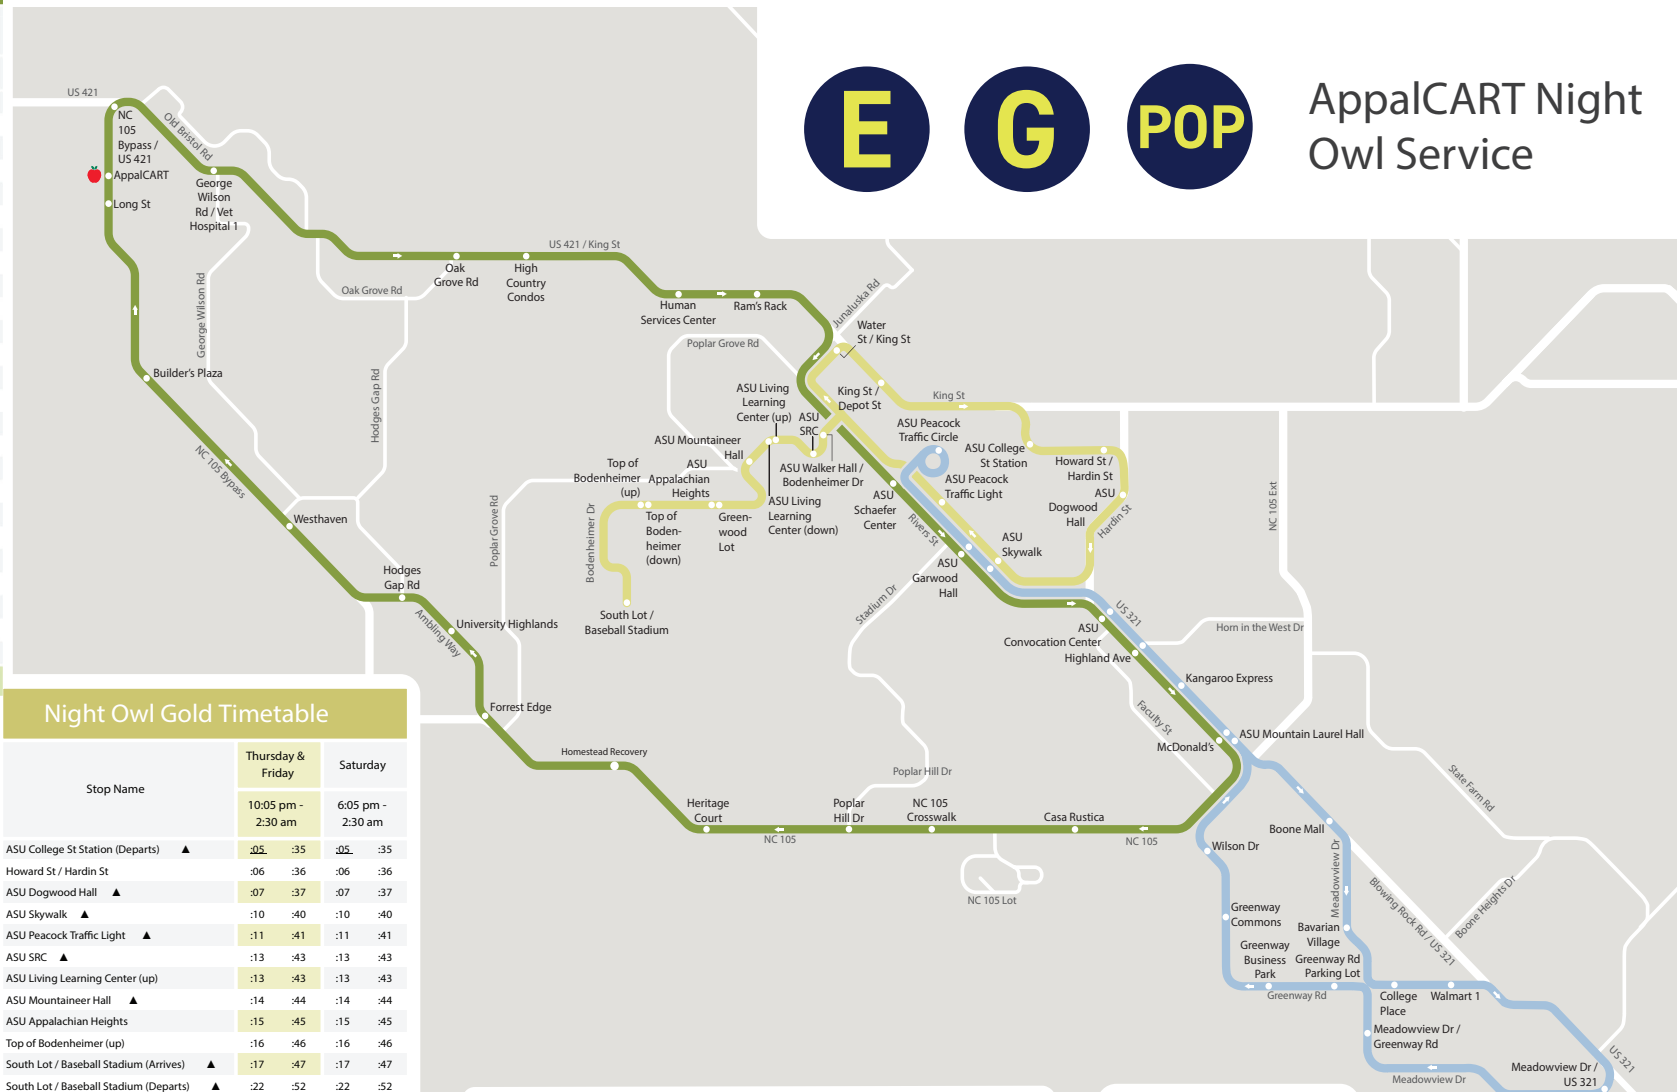 E
G
POP
AppalCART Night
Owl Service
US 421
NC
105
Bypass /
US 421
AppalCART
Long St
Old Bristol Rd
George
Wilson
Rd / Vet
Hospital 1
George Wilson Rd
US 421 / King St
Oak
Grove Rd
High
Country
Condos
Oak Grove Rd
Hodges Gap Rd
Human
Services Center
Ram's Rack
Junaluska Rd
Water
St / King St
Poplar Grove Rd
Builder's Plaza
NC 105 Bypass
Westhaven
Hodges
Gap Rd
Ambling Way
University Highlands
Forrest Edge
Homestead Recovery
Poplar Grove Rd
ASU Living
Learning
Center (up)
ASU
SRC
King St /
Depot St
King St
ASU Peacock
Traffic Circle
ASU College
St Station
Howard St /
Hardin St
ASU
Dogwood
Hall
Hardin St
ASU Mountaineer
Hall
ASU Walker Hall /
Bodenheimer Dr
ASU Peacock
Traffic Light
Top of
Bodenheimer
(up)
ASU
Appalachian
Heights
ASU Living
Learning
Center (down)
Top of
Boden-
heimer
(down)
Green-
wood
Lot
Bodenheimer Dr
South Lot /
Baseball Stadium
ASU
Schaefer
Center
Rivers St
ASU
Skywalk
ASU
Garwood
Hall
Stadium Dr
NC 105 Ext
US 321
Horn in the West Dr
ASU
Convocation Center
Highland Ave
Kangaroo Express
Faculty St
McDonald's
ASU Mountain Laurel Hall
State Farm Rd
Poplar Hill Dr
Heritage
Court
Poplar
Hill Dr
NC 105
Crosswalk
Casa Rustica
NC 105
NC 105
NC 105 Lot
Boone Mall
Wilson Dr
Meadowview Dr
Blowing Rock Rd / US 321
Boone Heights Dr
Greenway
Commons
Bavarian
Village
Greenway
Business
Park
Greenway Rd
Parking Lot
Greenway Rd
College
Place
Walmart 1
Meadowview Dr /
Greenway Rd
Meadowview Dr
Meadowview Dr /
US 321
US 321
Night Owl Gold Timetable
Stop Name
Thursday &
Friday
Saturday
10:05 pm -
2:30 am
6:05 pm -
2:30 am
ASU College St Station (Departs) ▲ :05 :35 :05 :35
Howard St / Hardin St :06 :36 :06 :36
ASU Dogwood Hall ▲ :07 :37 :07 :37
ASU Skywalk ▲ :10 :40 :10 :40
ASU Peacock Traffic Light ▲ :11 :41 :11 :41
ASU SRC ▲ :13 :43 :13 :43
ASU Living Learning Center (up) :13 :43 :13 :43
ASU Mountaineer Hall ▲ :14 :44 :14 :44
ASU Appalachian Heights :15 :45 :15 :45
Top of Bodenheimer (up) :16 :46 :16 :46
South Lot / Baseball Stadium (Arrives) ▲ :17 :47 :17 :47
South Lot / Baseball Stadium (Departs) ▲ :22 :52 :22 :52